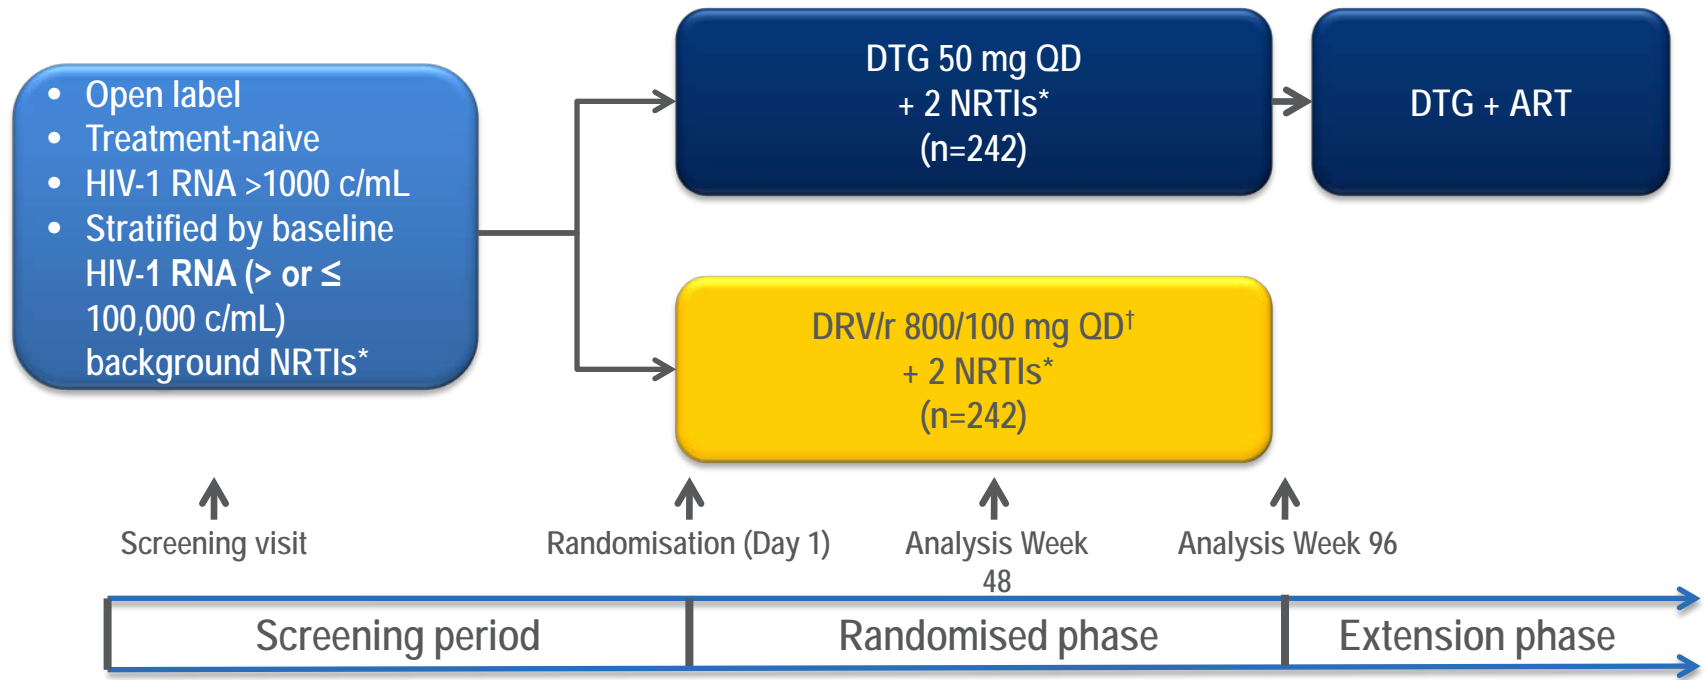 • Open label
• Treatment-naive
• HIV-1 RNA >1000 c/mL
• Stratified by baseline
HIV-1 RNA (> or ≤
100,000 c/mL)
background NRTIs*
DTG 50 mg QD
+ 2 NRTIs*
(n=242)
DTG + ART
DRV/r 800/100 mg QD†
+ 2 NRTIs*
(n=242)
Screening visit
Randomisation (Day 1)
Analysis Week
48
Analysis Week 96
Screening period
Randomised phase
Extension phase